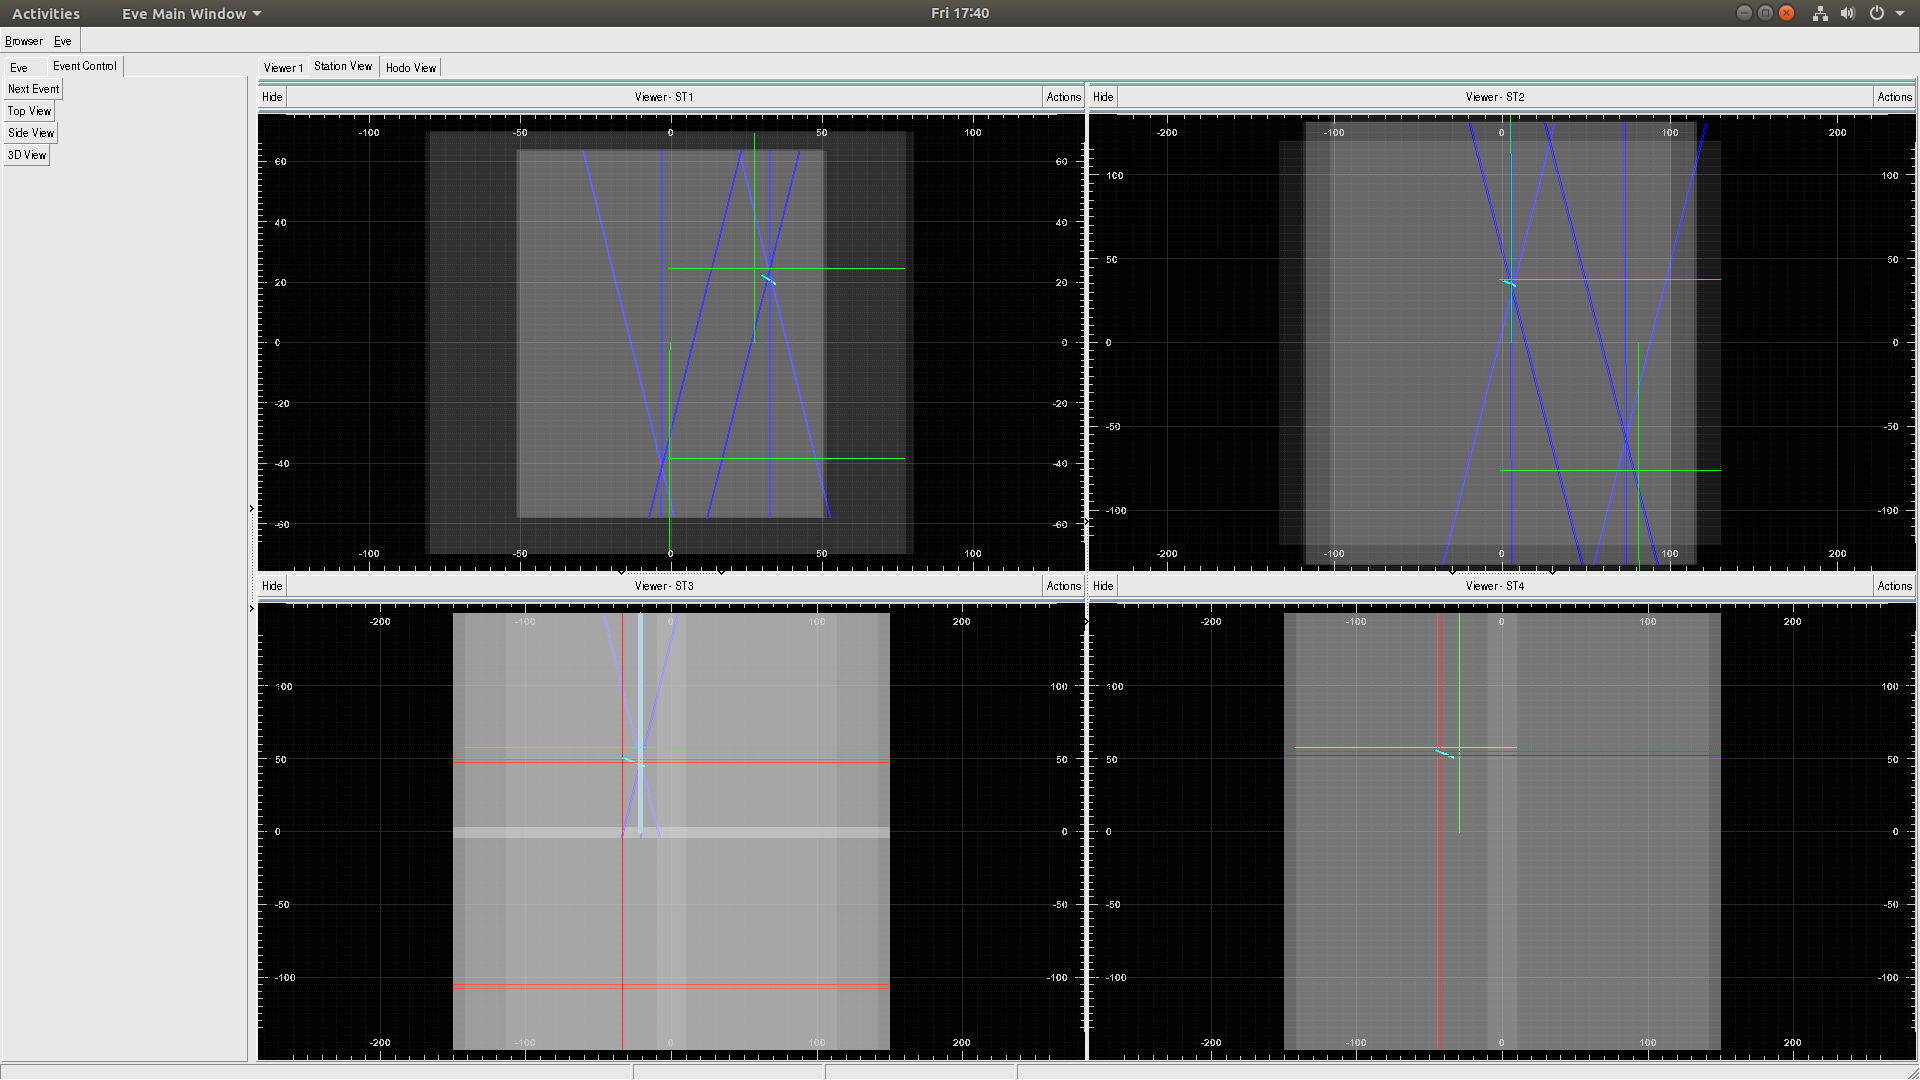 Activities Eve Main Window Fri 17:40
Browser Eve
Eve Event Control Viewer 1 Station View Hodo View
Next Event
Top View
Side View
3D View
Hide Viewer - ST1 Actions
-100 -50 0 50 100
60 60
40 40
20 20
0 0
-20 -20
-40 -40
-60 -60
-100 -50 0 50 100
Hide Viewer - ST2 Actions
-200 -100 0 100 200
100 100
50 50
0 0
-50 -50
-100 -100
-200 -100 0 100 200
Hide Viewer - ST3 Actions
-200 -100 0 100 200
100 100
50 50
0 0
-50 -50
-100 -100
-200 -100 0 100 200
Hide Viewer - ST4 Actions
-200 -100 0 100 200
100 100
50 50
0 0
-50 -50
-100 -100
-200 -100 0 100 200